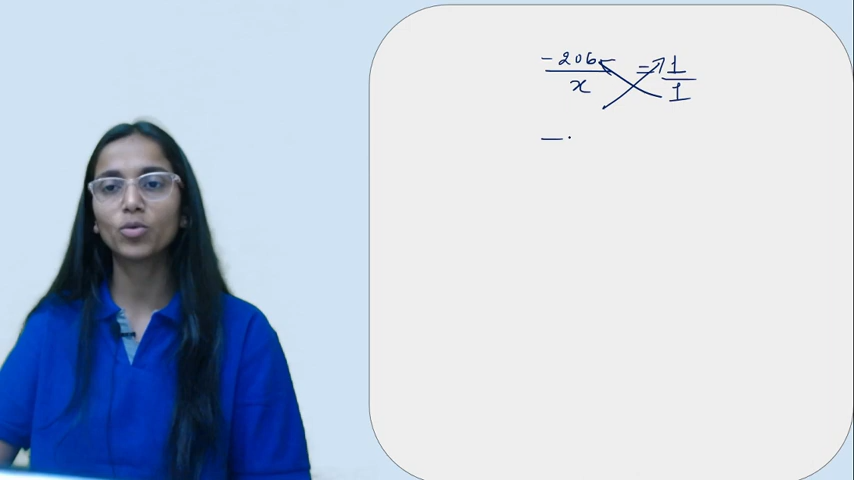 -206 = 1
x 1
-